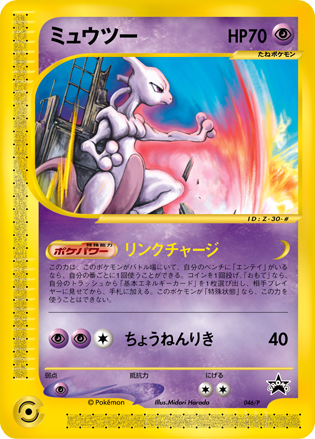 ミュウツー HP70
たねポケモン
ID:Z-30-#
特殊能力
ポケパワー リンクチャージ
この力は、このポケモンがバトル場にいて、自分のベンチに「エンテイ」がいる
なら、自分の番ごとに1回使うことができる。コインを1回投げ、「おもて」なら、
自分のトラッシュから「基本エネルギーカード」を1枚選び出し、相手プレイヤ
ーに見せてから、手札に加える。このポケモンが「特殊状態」なら、この力を
使うことはできない。
ちょうねんりき 40
弱点 抵抗力 にげる
© Pokémon Illus.Midori Harada 046/P